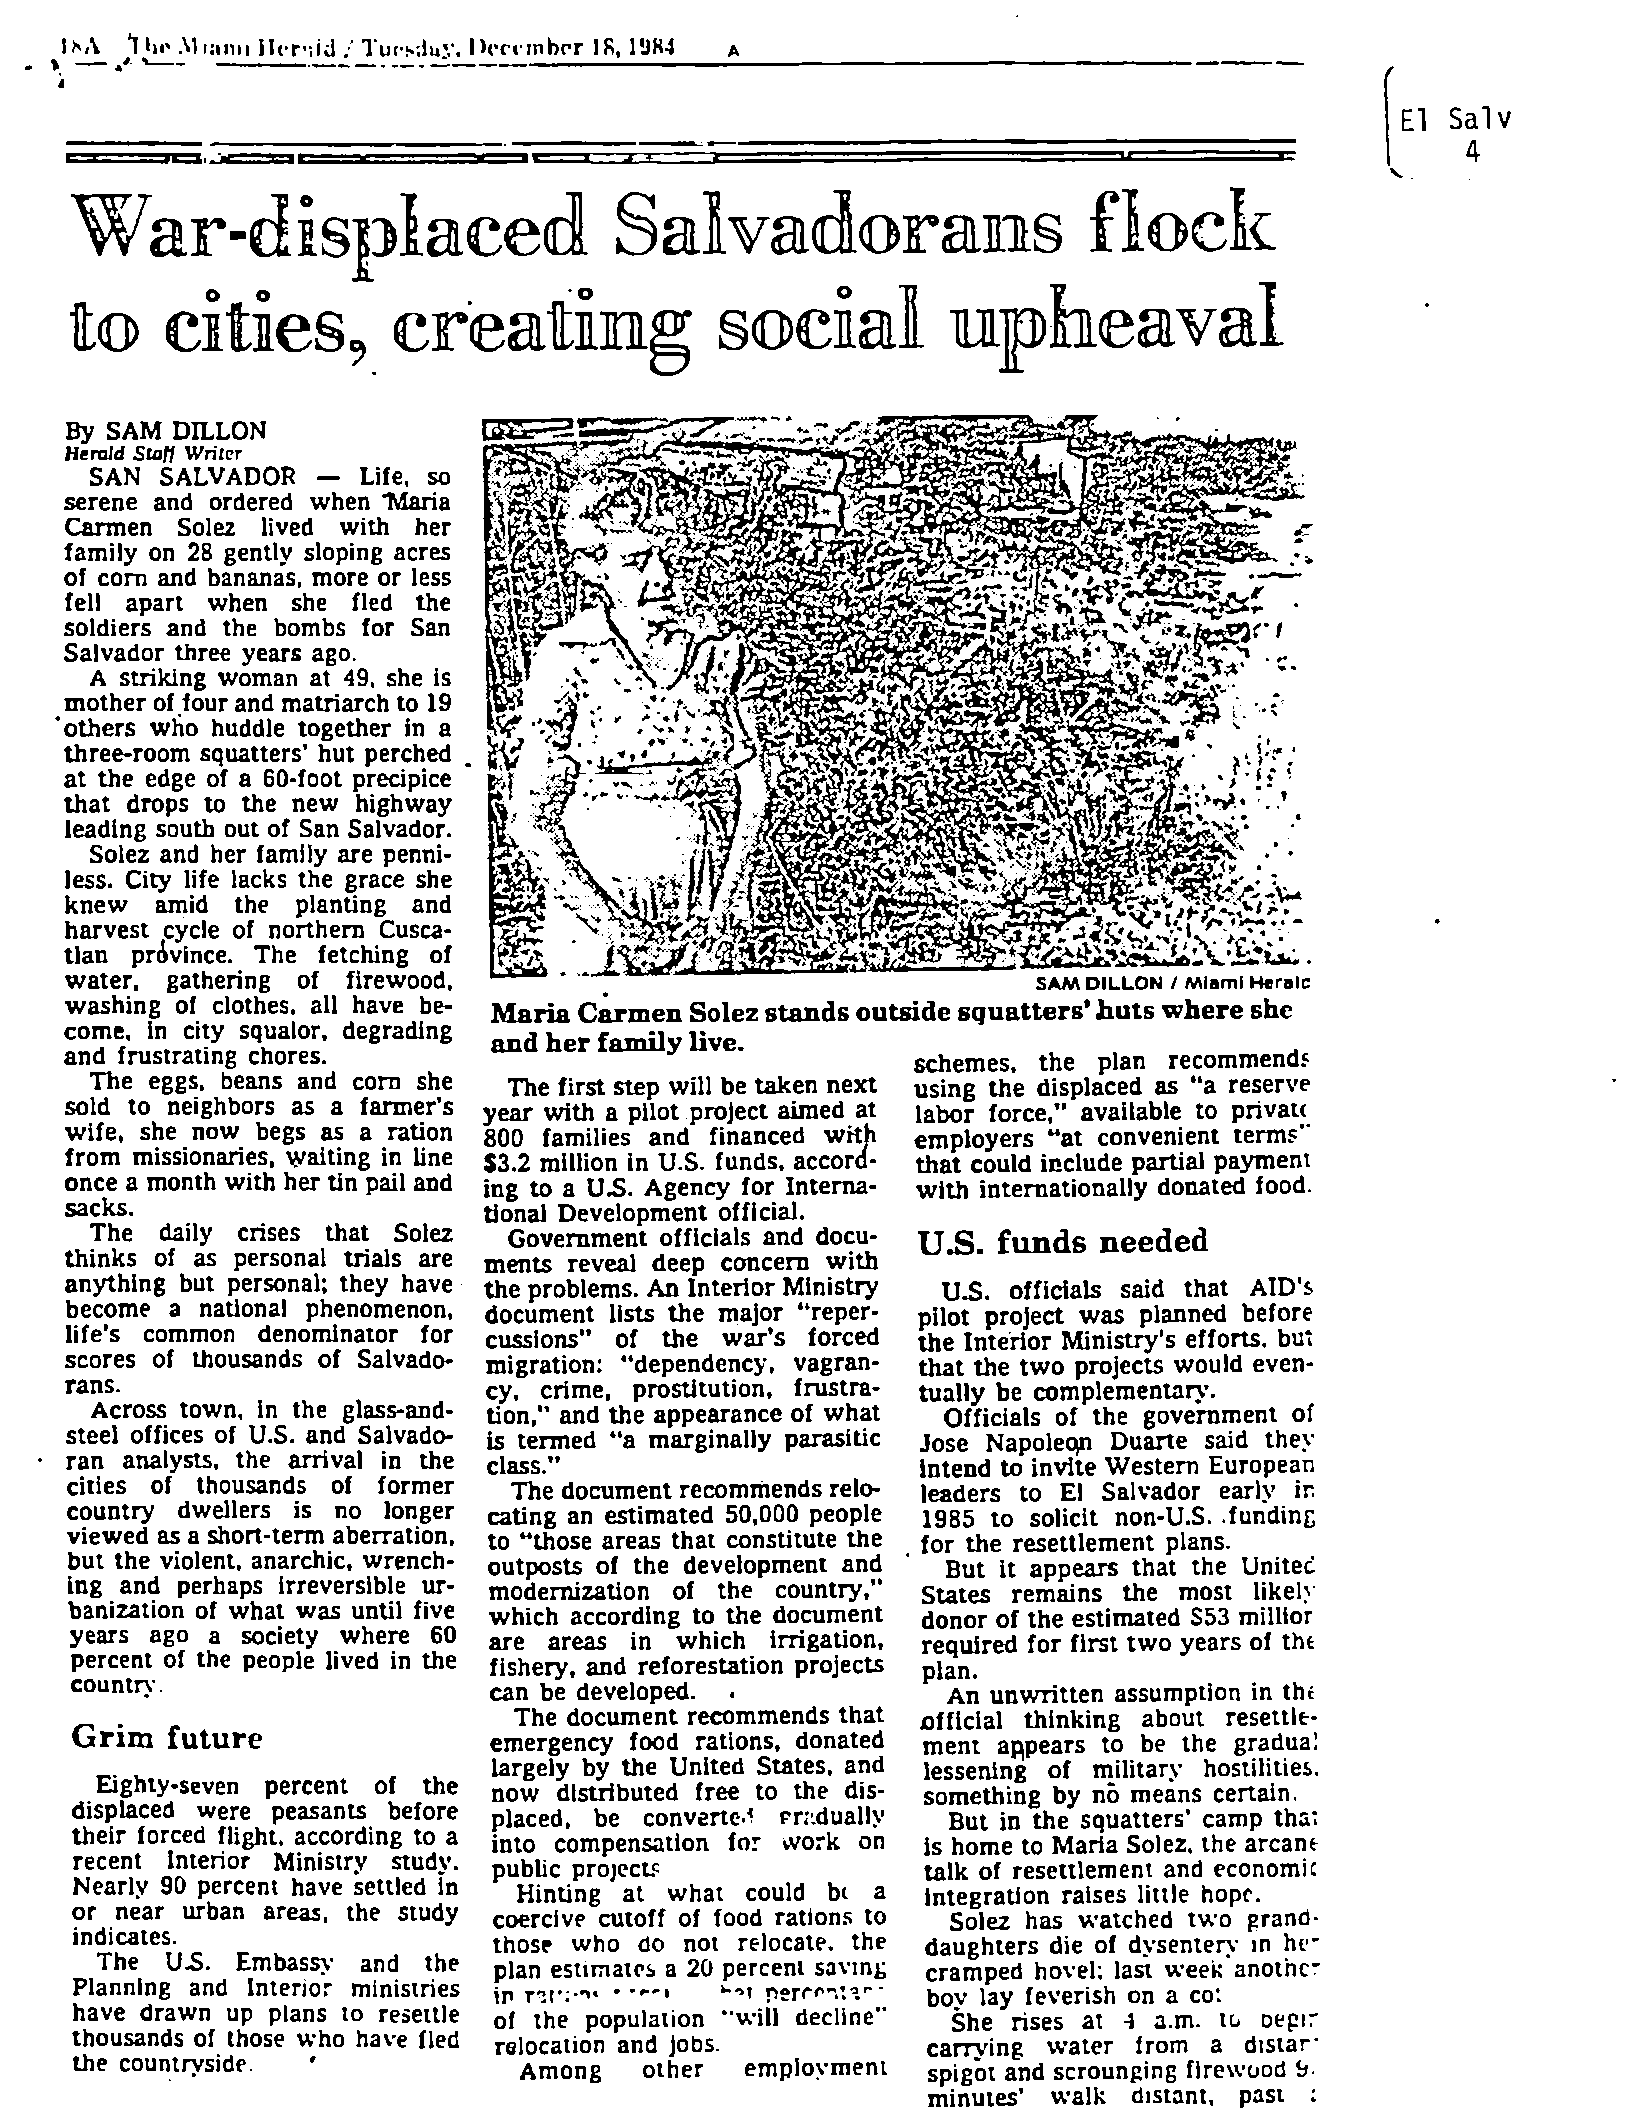 18A The Miami Herald / Tuesday, December 18, 1984 A
El Salv
4
War-displaced Salvadorans flock
to cities, creating social upheaval
By SAM DILLON
Herald Staff Writer
SAN SALVADOR — Life, so
serene and ordered when Maria
Carmen Solez lived with her
family on 28 gently sloping acres
of corn and bananas, more or less
fell apart when she fled the
soldiers and the bombs for San
Salvador three years ago.
A striking woman at 49, she is
mother of four and matriarch to 19
others who huddle together in a
three-room squatters' hut perched
at the edge of a 60-foot precipice
that drops to the new highway
leading south out of San Salvador.
Solez and her family are penni-
less. City life lacks the grace she
knew amid the planting and
harvest cycle of northern Cusca-
tlan province. The fetching of
water, gathering of firewood,
washing of clothes, all have be-
come, in city squalor, degrading
and frustrating chores.
The eggs, beans and corn she
sold to neighbors as a farmer's
wife, she now begs as a ration
from missionaries, waiting in line
once a month with her tin pail and
sacks.
The daily crises that Solez
thinks of as personal trials are
anything but personal; they have
become a national phenomenon,
life's common denominator for
scores of thousands of Salvado-
rans.
Across town, in the glass-and-
steel offices of U.S. and Salvado-
ran analysts, the arrival in the
cities of thousands of former
country dwellers is no longer
viewed as a short-term aberration,
but the violent, anarchic, wrench-
ing and perhaps irreversible ur-
banization of what was until five
years ago a society where 60
percent of the people lived in the
country.
Grim future
Eighty-seven percent of the
displaced were peasants before
their forced flight, according to a
recent Interior Ministry study.
Nearly 90 percent have settled in
or near urban areas, the study
indicates.
The U.S. Embassy and the
Planning and Interior ministries
have drawn up plans to resettle
thousands of those who have fled
the countryside.
SAM DILLON / Miami Herald
Maria Carmen Solez stands outside squatters' huts where she
and her family live.
The first step will be taken next
year with a pilot project aimed at
800 families and financed with
$3.2 million in U.S. funds, accord-
ing to a U.S. Agency for Interna-
tional Development official.
Government officials and docu-
ments reveal deep concern with
the problems. An Interior Ministry
document lists the major "reper-
cussions" of the war's forced
migration: "dependency, vagran-
cy, crime, prostitution, frustra-
tion," and the appearance of what
is termed "a marginally parasitic
class."
The document recommends relo-
cating an estimated 50,000 people
to "those areas that constitute the
outposts of the development and
modernization of the country,"
which according to the document
are areas in which irrigation,
fishery, and reforestation projects
can be developed.
The document recommends that
emergency food rations, donated
largely by the United States, and
now distributed free to the dis-
placed, be converted gradually
into compensation for work on
public projects
Hinting at what could be a
coercive cutoff of food rations to
those who do not relocate, the
plan estimates a 20 percent saving
in
of the population "will decline"
relocation and jobs.
Among other employment
schemes, the plan recommends
using the displaced as "a reserve
labor force," available to private
employers "at convenient terms"
that could include partial payment
with internationally donated food.
U.S. funds needed
U.S. officials said that AID's
pilot project was planned before
the Interior Ministry's efforts, but
that the two projects would even-
tually be complementary.
Officials of the government of
Jose Napoleon Duarte said they
intend to invite Western European
leaders to El Salvador early in
1985 to solicit non-U.S. funding
for the resettlement plans.
But it appears that the United
States remains the most likely
donor of the estimated $53 million
required for first two years of the
plan.
An unwritten assumption in the
official thinking about resettle-
ment appears to be the gradual
lessening of military hostilities,
something by no means certain.
But in the squatters' camp that
is home to Maria Solez, the arcane
talk of resettlement and economic
integration raises little hope.
Solez has watched two grand-
daughters die of dysentery in her
cramped hovel; last week another
boy lay feverish on a cot
She rises at 4 a.m. to begin
carrying water from a distant
spigot and scrounging firewood
minutes' walk distant, past